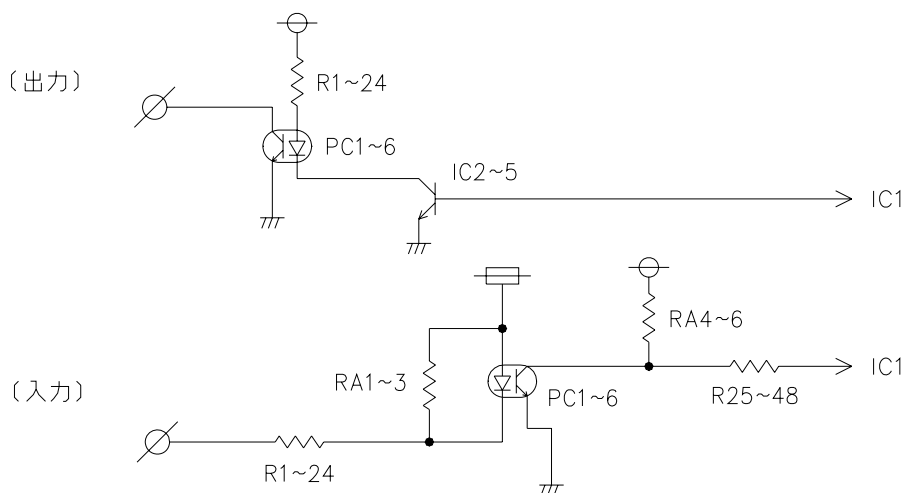 〔出力〕
R1~24
PC1~6
IC2~5
IC1
〔入力〕
RA4~6
RA1~3
PC1~6
R25~48
IC1
R1~24